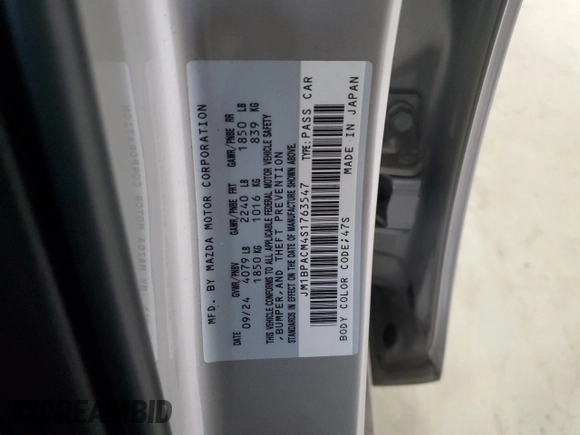 MFD. BY MAZDA MOTOR CORPORATION
DATE GVWR/PNBV GAWR/PNBE FRT GAWR/PNBE RR
09/24 4079 LB 2240 LB 1850 LB
1850 KG 1016 KG 839 KG
THIS VEHICLE CONFORMS TO ALL APPLICABLE FEDERAL MOTOR VEHICLE SAFETY
, BUMPER, AND THEFT PREVENTION
STANDARDS IN EFFECT ON THE DATE OF MANUFACTURE SHOWN ABOVE.
JM1BPACM4S1763547 TYPE: PASS CAR
BODY COLOR CODE;47S MADE IN JAPAN
DREAMBID